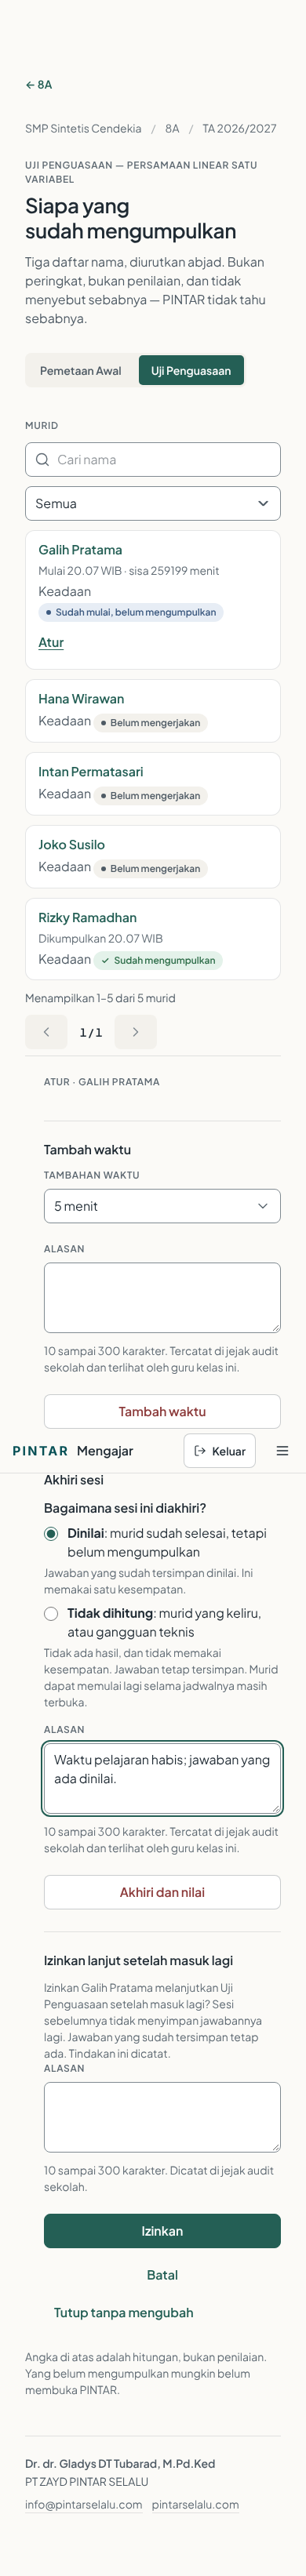 ← 8A
SMP Sintetis Cendekia / 8A / TA 2026/2027
UJI PENGUASAAN — PERSAMAAN LINEAR SATU
VARIABEL
Siapa yang
sudah mengumpulkan
Tiga daftar nama, diurutkan abjad. Bukan
peringkat, bukan penilaian, dan tidak
menyebut sebabnya — PINTAR tidak tahu
sebabnya.
Pemetaan Awal
Uji Penguasaan
MURID
Cari nama
Semua
Galih Pratama
Mulai 20.07 WIB · sisa 259199 menit
Keadaan
Sudah mulai, belum mengumpulkan
Atur
Hana Wirawan
Keadaan Belum mengerjakan
Intan Permatasari
Keadaan Belum mengerjakan
Joko Susilo
Keadaan Belum mengerjakan
Rizky Ramadhan
Dikumpulkan 20.07 WIB
Keadaan ✓ Sudah mengumpulkan
Menampilkan 1–5 dari 5 murid
1/1
ATUR · GALIH PRATAMA
Tambah waktu
TAMBAHAN WAKTU
5 menit
ALASAN
10 sampai 300 karakter. Tercatat di jejak audit
sekolah dan terlihat oleh guru kelas ini.
Tambah waktu
PINTAR Mengajar
Keluar
Akhiri sesi
Bagaimana sesi ini diakhiri?
Dinilai: murid sudah selesai, tetapi
belum mengumpulkan
Jawaban yang sudah tersimpan dinilai. Ini
memakai satu kesempatan.
Tidak dihitung: murid yang keliru,
atau gangguan teknis
Tidak ada hasil, dan tidak memakai
kesempatan. Jawaban tetap tersimpan. Murid
dapat memulai lagi selama jadwalnya masih
terbuka.
ALASAN
Waktu pelajaran habis; jawaban yang
ada dinilai.
10 sampai 300 karakter. Tercatat di jejak audit
sekolah dan terlihat oleh guru kelas ini.
Akhiri dan nilai
Izinkan lanjut setelah masuk lagi
Izinkan Galih Pratama melanjutkan Uji
Penguasaan setelah masuk lagi? Sesi
sebelumnya tidak menyimpan jawabannya
lagi. Jawaban yang sudah tersimpan tetap
ada. Tindakan ini dicatat.
ALASAN
10 sampai 300 karakter. Dicatat di jejak audit
sekolah.
Izinkan
Batal
Tutup tanpa mengubah
Angka di atas adalah hitungan, bukan penilaian.
Yang belum mengumpulkan mungkin belum
membuka PINTAR.
Dr. dr. Gladys DT Tubarad, M.Pd.Ked
PT ZAYD PINTAR SELALU
info@pintarselalu.com pintarselalu.com